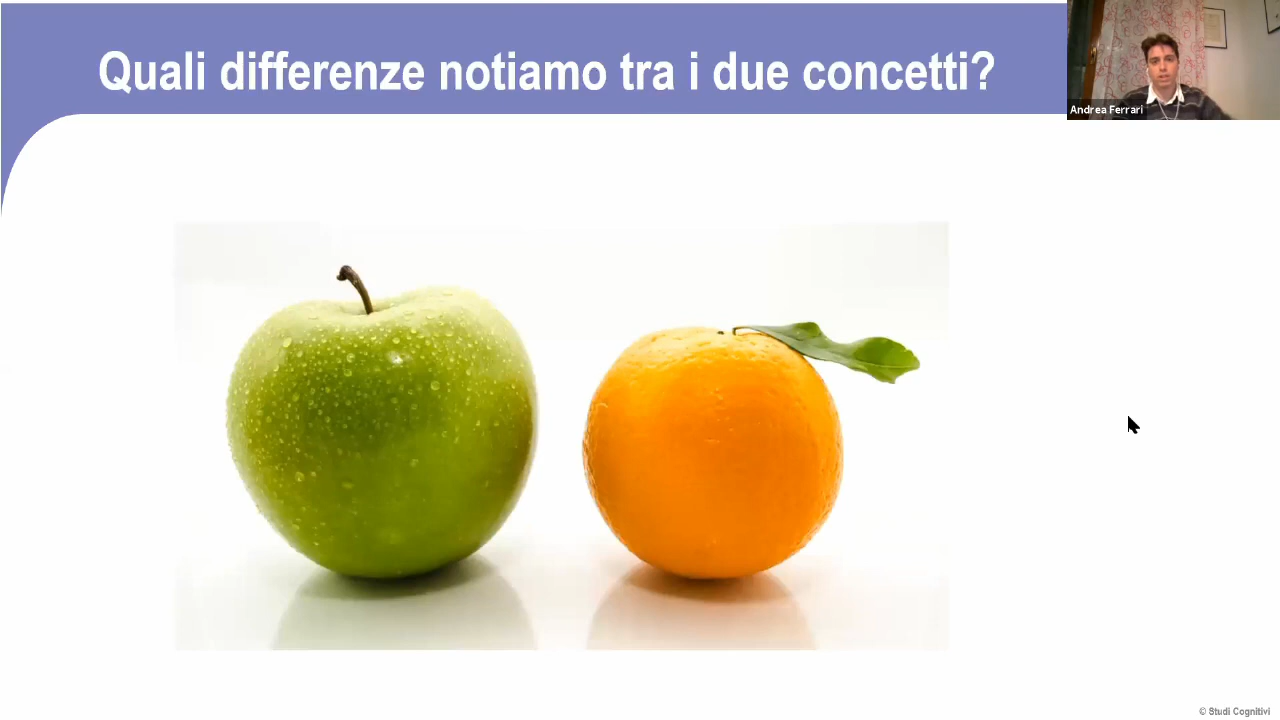 Quali differenze notiamo tra i due concetti?
Andrea Ferrari
© Studi Cognitivi